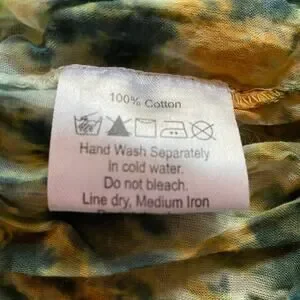 100% Cotton
Hand Wash Separately
in cold water.
Do not bleach.
Line dry, Medium Iron